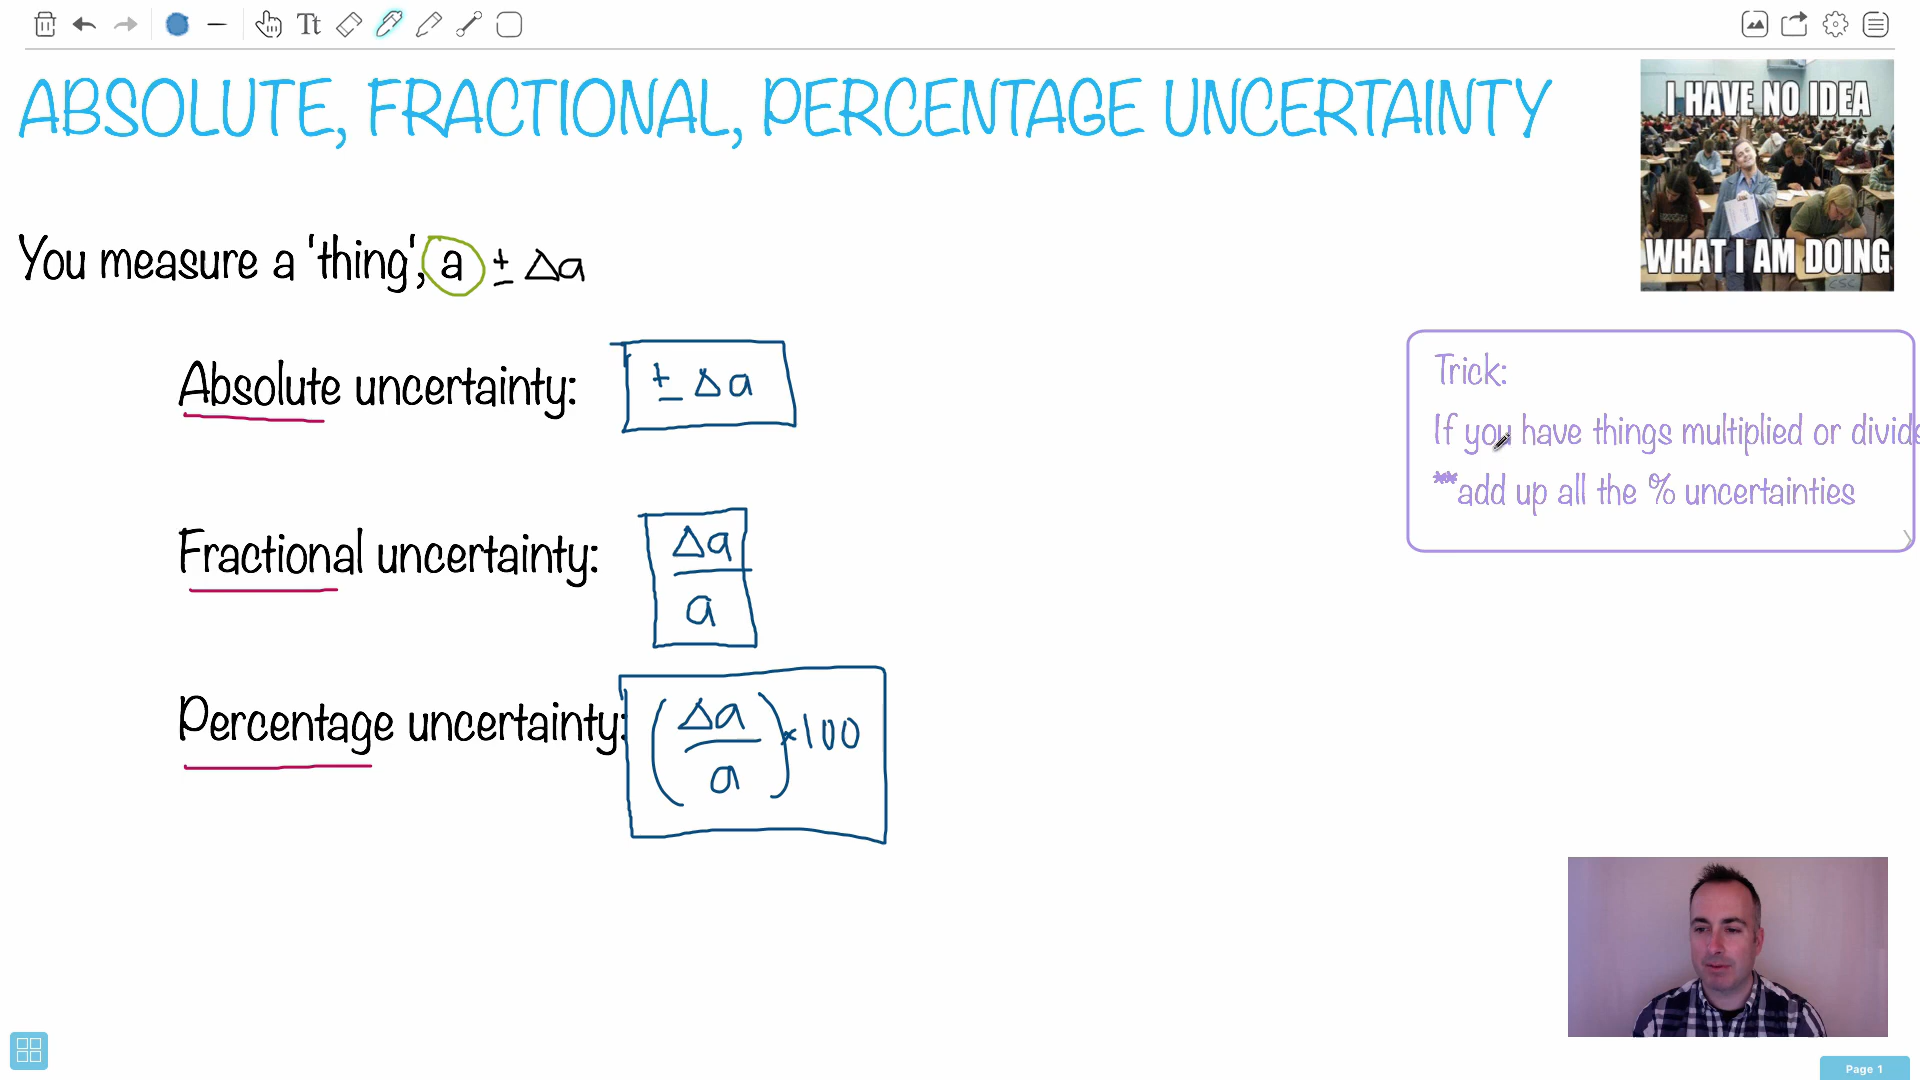 Tt
ABSOLUTE, FRACTIONAL, PERCENTAGE UNCERTAINTY
I HAVE NO IDEA
WHAT I AM DOING
You measure a 'thing', a ± Δa
Absolute uncertainty: ± Δa
Trick:
If you have things multiplied or divide
**add up all the % uncertainties
Fractional uncertainty: Δa
a
Percentage uncertainty: (Δa
a) × 100
Page 1